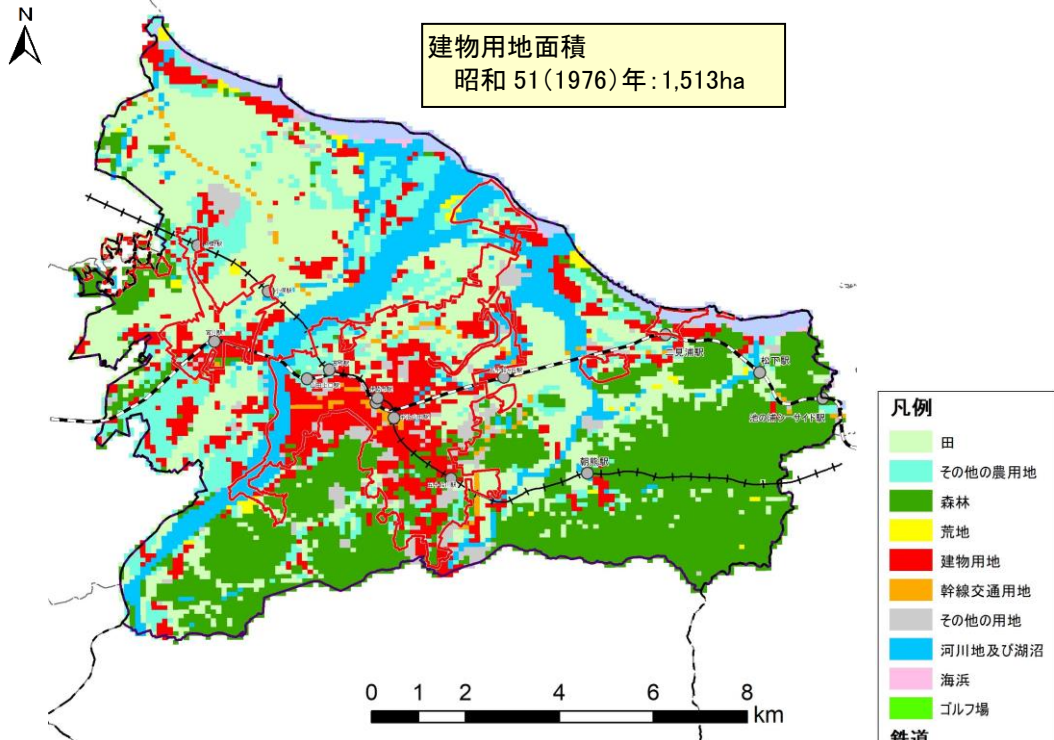 N
建物用地面積
昭和 51(1976)年:1,513ha
二見浦駅
松下駅
池の浦シーサイド駅
朝熊駅
凡例
田
その他の農用地
森林
荒地
建物用地
幹線交通用地
その他の用地
河川地及び湖沼
海浜
ゴルフ場
鉄道
0 1 2 4 6 8
km